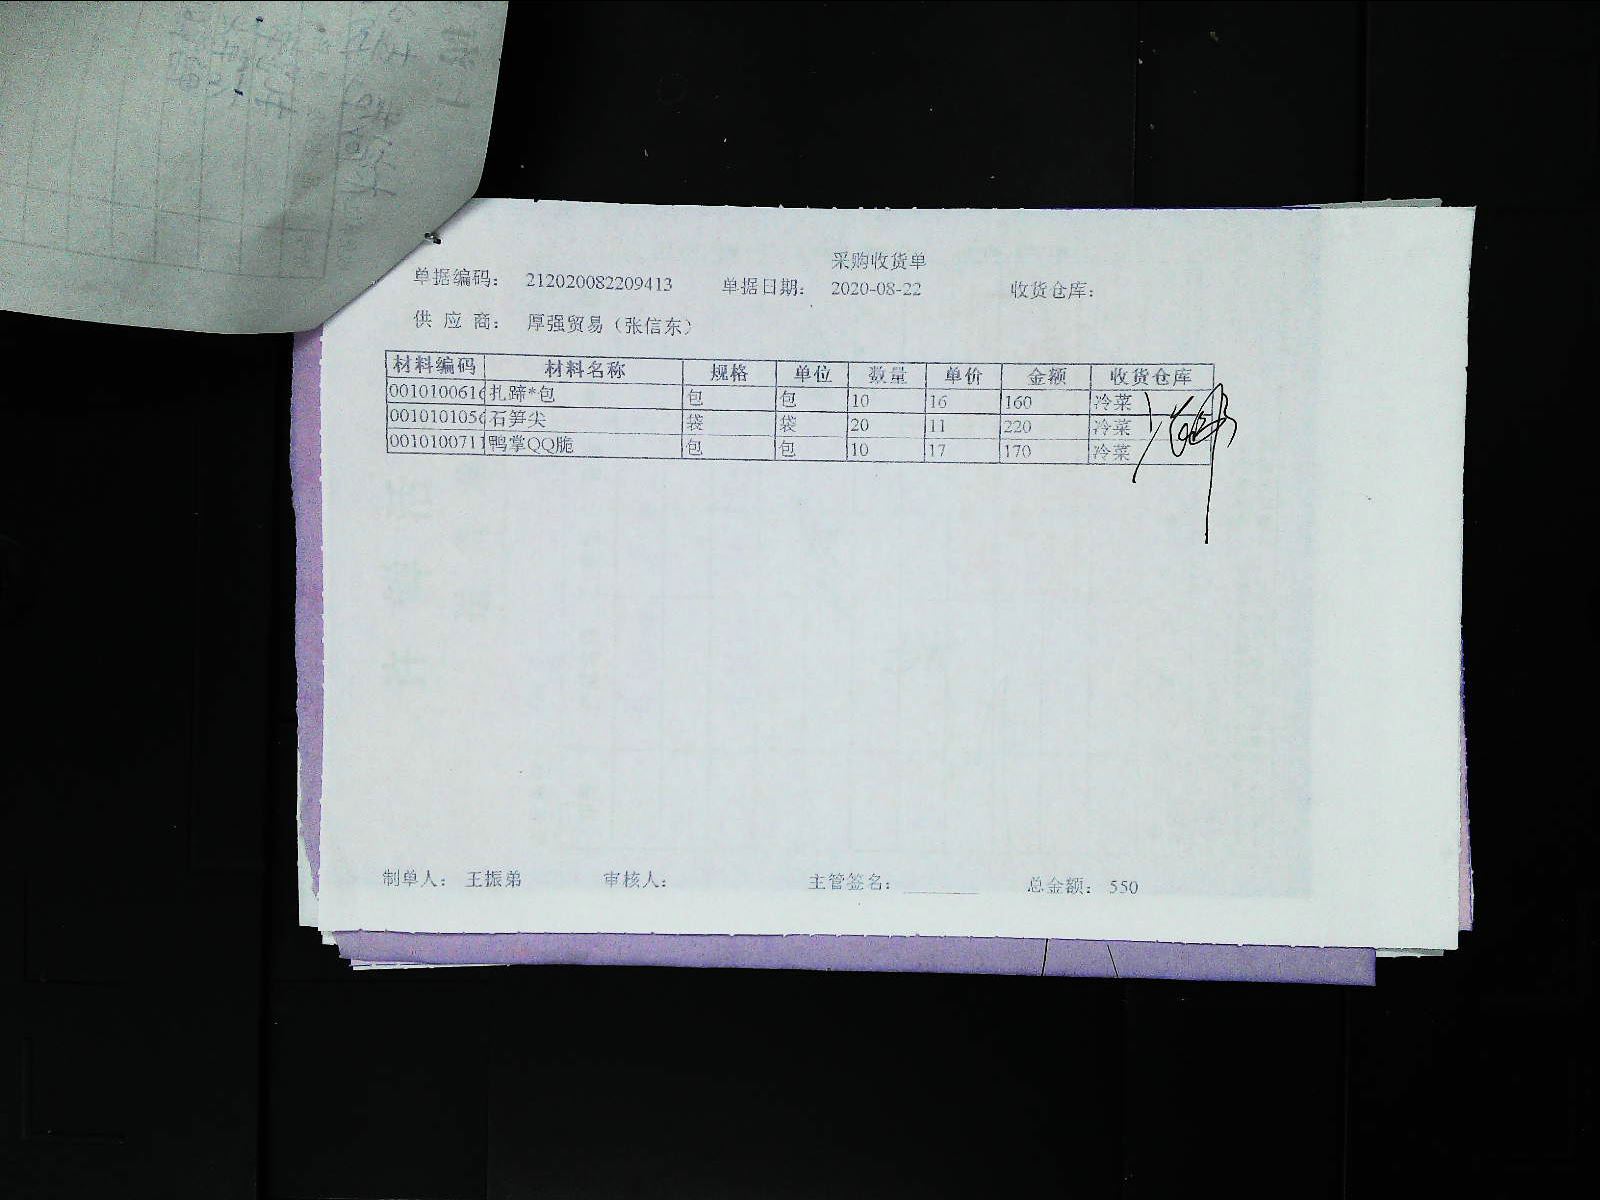 采购收货单
单据编码: 212020082209413 单据日期: 2020-08-22 收货仓库:
供 应 商: 厚强贸易（张信东）
材料编码 材料名称 规格 单位 数量 单价 金额 收货仓库
001010061 扎蹄*包 包 包 10 16 160 冷菜
001010105 石笋尖 袋 袋 20 11 220 冷菜
001010071 鸭掌QQ脆 包 包 10 17 170 冷菜
制单人: 王振弟 审核人: 主管签名: 总金额: 550